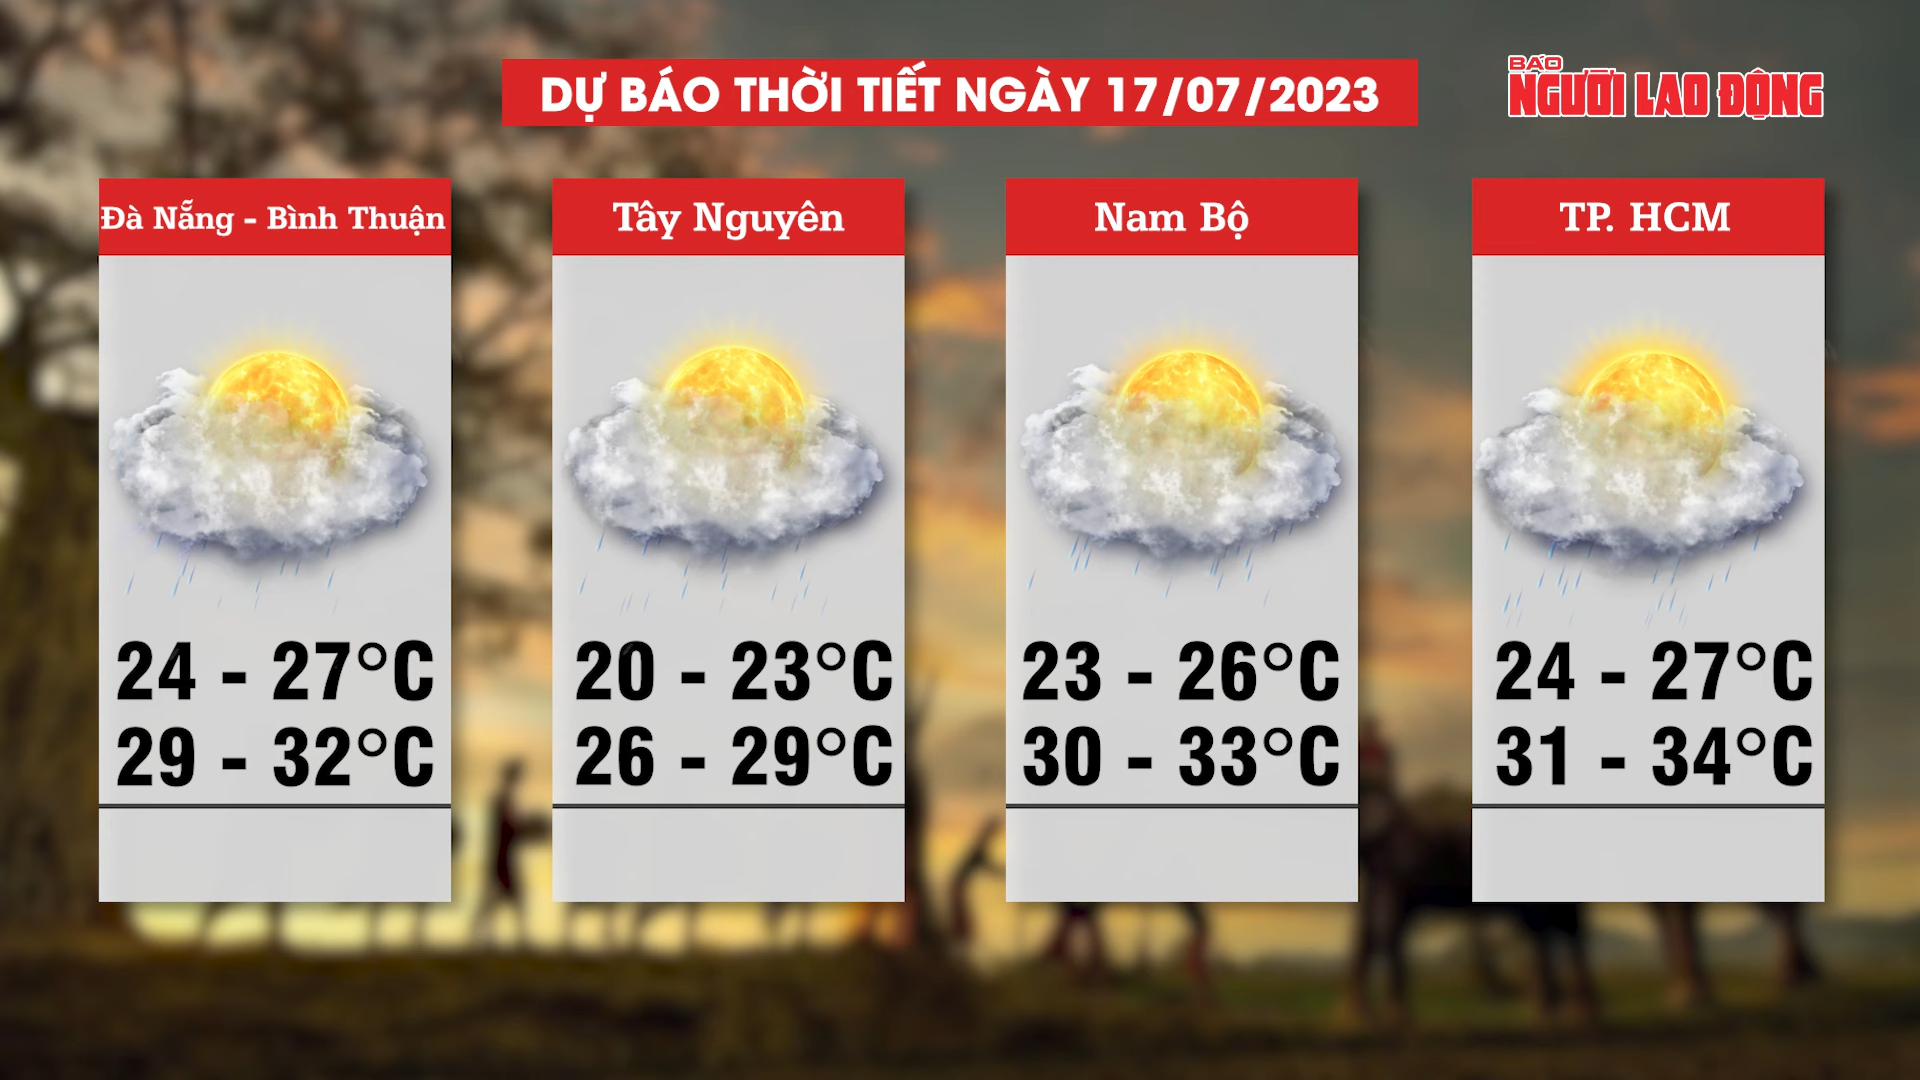 DỰ BÁO THỜI TIẾT NGÀY 17/07/2023
BÁO
NGƯỜI LAO ĐỘNG
Đà Nẵng - Bình Thuận
24 - 27°C
29 - 32°C
Tây Nguyên
20 - 23°C
26 - 29°C
Nam Bộ
23 - 26°C
30 - 33°C
TP. HCM
24 - 27°C
31 - 34°C